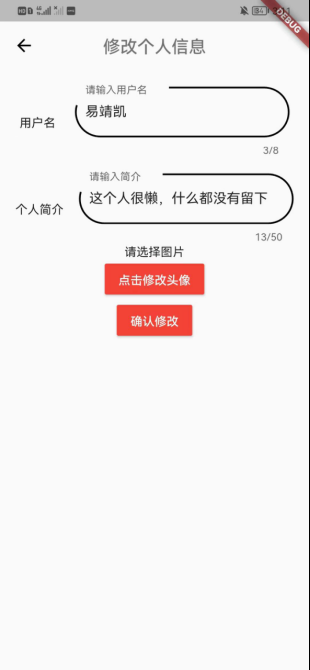 DEBUG
修改个人信息
请输入用户名
用户名
易靖凯
3/8
请输入简介
个人简介
这个人很懒，什么都没有留下
13/50
请选择图片
点击修改头像
确认修改